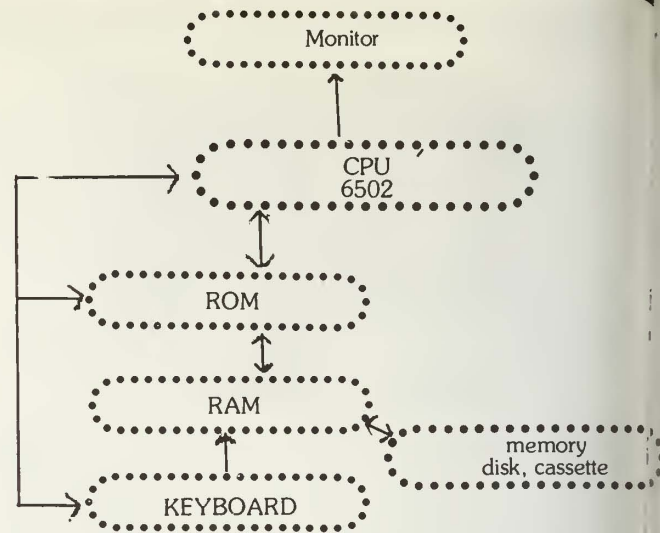 Monitor
CPU
6502
ROM
RAM
memory
disk, cassette
KEYBOARD